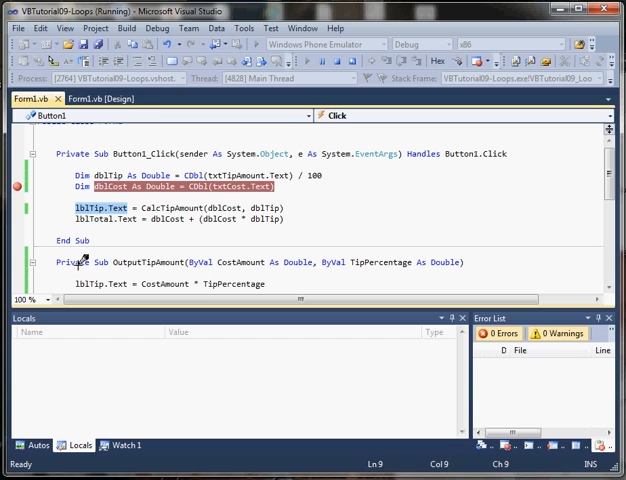 VBTutorial09-Loops (Running) - Microsoft Visual Studio
File Edit View Project Build Debug Team Data Tools Test Window Help
Windows Phone Emulator Debug x86
Hex
Process: [2764] VBTutorial09-Loops.vshost. Thread: [4828] Main Thread Stack Frame: VBTutorial09-Loops.exe!VBTutorial09_Loo
Form1.vb Form1.vb [Design]
Button1 Click
Private Sub Button1_Click(sender As System.Object, e As System.EventArgs) Handles Button1.Click
Dim dblTip As Double = CDbl(txtTipAmount.Text) / 100
Dim dblCost As Double = CDbl(txtCost.Text)
lblTip.Text = CalcTipAmount(dblCost, dblTip)
lblTotal.Text = dblCost + (dblCost * dblTip)
End Sub
Private Sub OutputTipAmount(ByVal CostAmount As Double, ByVal TipPercentage As Double)
lblTip.Text = CostAmount * TipPercentage
100 %
Locals
Name Value Type
Error List
0 Errors 0 Warnings
D File Line
Autos Locals Watch 1
Ready Ln 9 Col 9 Ch 9 INS